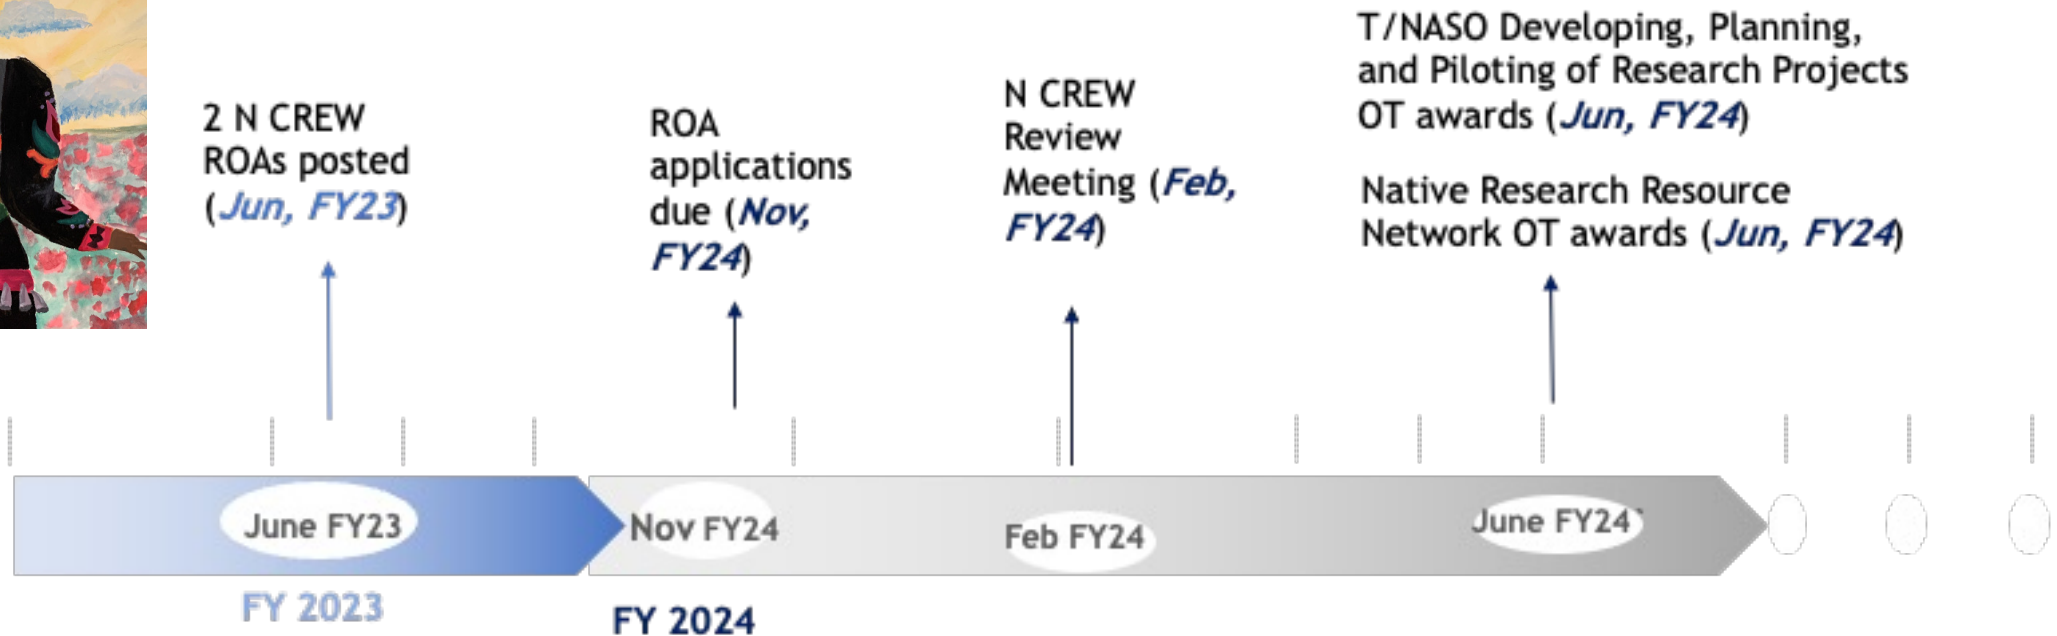 2 N CREW
ROAs posted
(Jun, FY23)
ROA
applications
due (Nov,
FY24)
N CREW
Review
Meeting (Feb,
FY24)
T/NASO Developing, Planning,
and Piloting of Research Projects
OT awards (Jun, FY24)
Native Research Resource
Network OT awards (Jun, FY24)
June FY23
Nov FY24
Feb FY24
June FY24
FY 2023
FY 2024